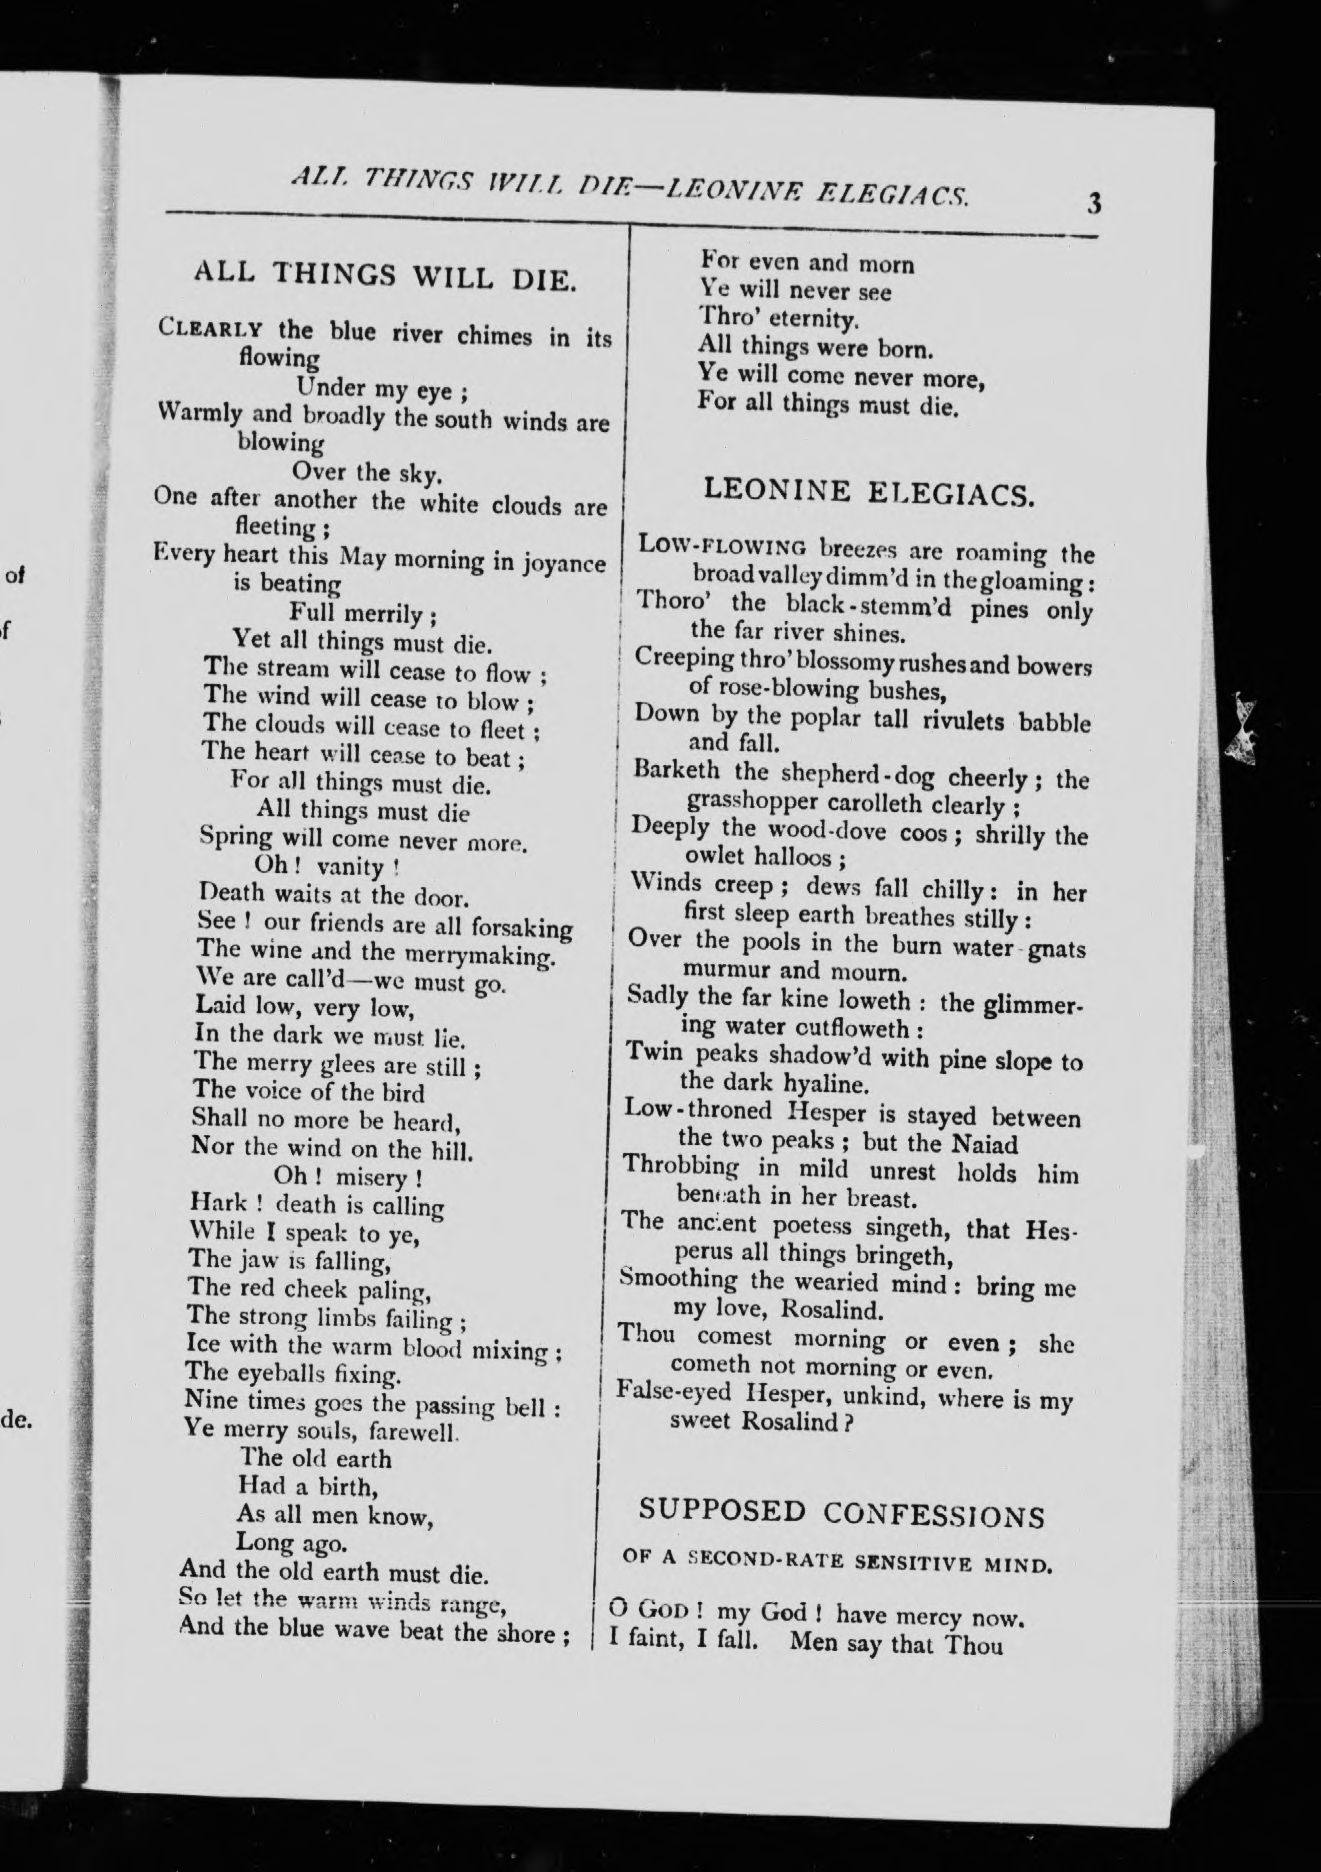 of
f
de.
ALL THINGS WILL DIE—LEONINE ELEGIACS.
3
ALL THINGS WILL DIE.
CLEARLY the blue river chimes in its
flowing
Under my eye ;
Warmly and broadly the south winds are
blowing
Over the sky.
One after another the white clouds are
fleeting ;
Every heart this May morning in joyance
is beating
Full merrily ;
Yet all things must die.
The stream will cease to flow ;
The wind will cease to blow ;
The clouds will cease to fleet ;
The heart will cease to beat ;
For all things must die.
All things must die
Spring will come never more.
Oh ! vanity !
Death waits at the door.
See ! our friends are all forsaking
The wine and the merrymaking.
We are call'd—we must go.
Laid low, very low,
In the dark we must lie.
The merry glees are still ;
The voice of the bird
Shall no more be heard,
Nor the wind on the hill.
Oh ! misery !
Hark ! death is calling
While I speak to ye,
The jaw is falling,
The red cheek paling,
The strong limbs failing ;
Ice with the warm blood mixing ;
The eyeballs fixing.
Nine times goes the passing bell :
Ye merry souls, farewell.
The old earth
Had a birth,
As all men know,
Long ago.
And the old earth must die.
So let the warm winds range,
And the blue wave beat the shore ;
For even and morn
Ye will never see
Thro' eternity.
All things were born.
Ye will come never more,
For all things must die.
LEONINE ELEGIACS.
LOW-FLOWING breezes are roaming the
broad valley dimm'd in the gloaming :
Thoro' the black-stemm'd pines only
the far river shines.
Creeping thro' blossomy rushes and bowers
of rose-blowing bushes,
Down by the poplar tall rivulets babble
and fall.
Barketh the shepherd-dog cheerly ; the
grasshopper carolleth clearly ;
Deeply the wood-dove coos ; shrilly the
owlet halloos ;
Winds creep ; dews fall chilly : in her
first sleep earth breathes stilly :
Over the pools in the burn water-gnats
murmur and mourn.
Sadly the far kine loweth : the glimmer-
ing water outfloweth :
Twin peaks shadow'd with pine slope to
the dark hyaline.
Low-throned Hesper is stayed between
the two peaks ; but the Naiad
Throbbing in mild unrest holds him
beneath in her breast.
The ancient poetess singeth, that Hes-
perus all things bringeth,
Smoothing the wearied mind : bring me
my love, Rosalind.
Thou comest morning or even ; she
cometh not morning or even.
False-eyed Hesper, unkind, where is my
sweet Rosalind ?
SUPPOSED CONFESSIONS
OF A SECOND-RATE SENSITIVE MIND.
O GOD ! my God ! have mercy now.
I faint, I fall. Men say that Thou